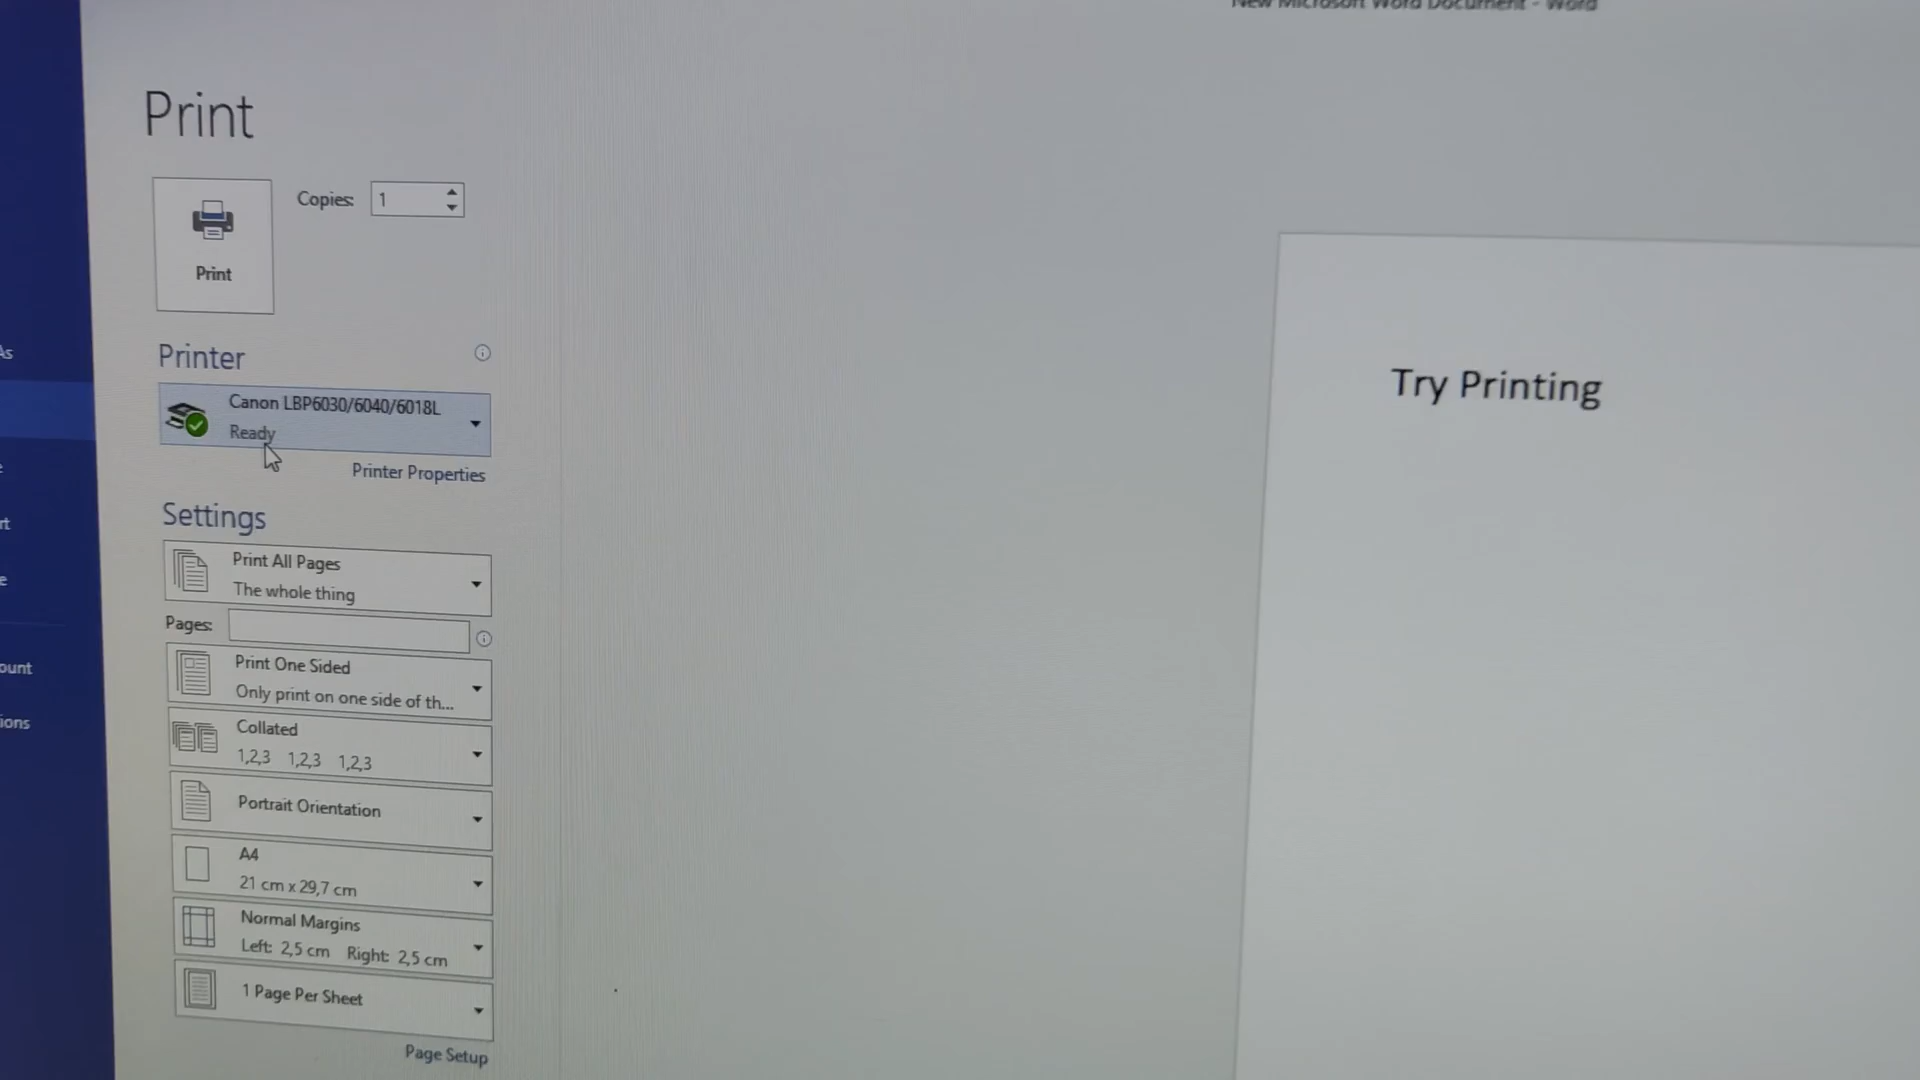 New Microsoft Word Document - Word
Print
Copies: 1
Print
Printer
Canon LBP6030/6040/6018L
Ready
Printer Properties
Settings
Print All Pages
The whole thing
Pages:
Print One Sided
Only print on one side of th...
Collated
1,2,3 1,2,3 1,2,3
Portrait Orientation
A4
21 cm x 29,7 cm
Normal Margins
Left: 2,5 cm Right: 2,5 cm
1 Page Per Sheet
Page Setup
Try Printing